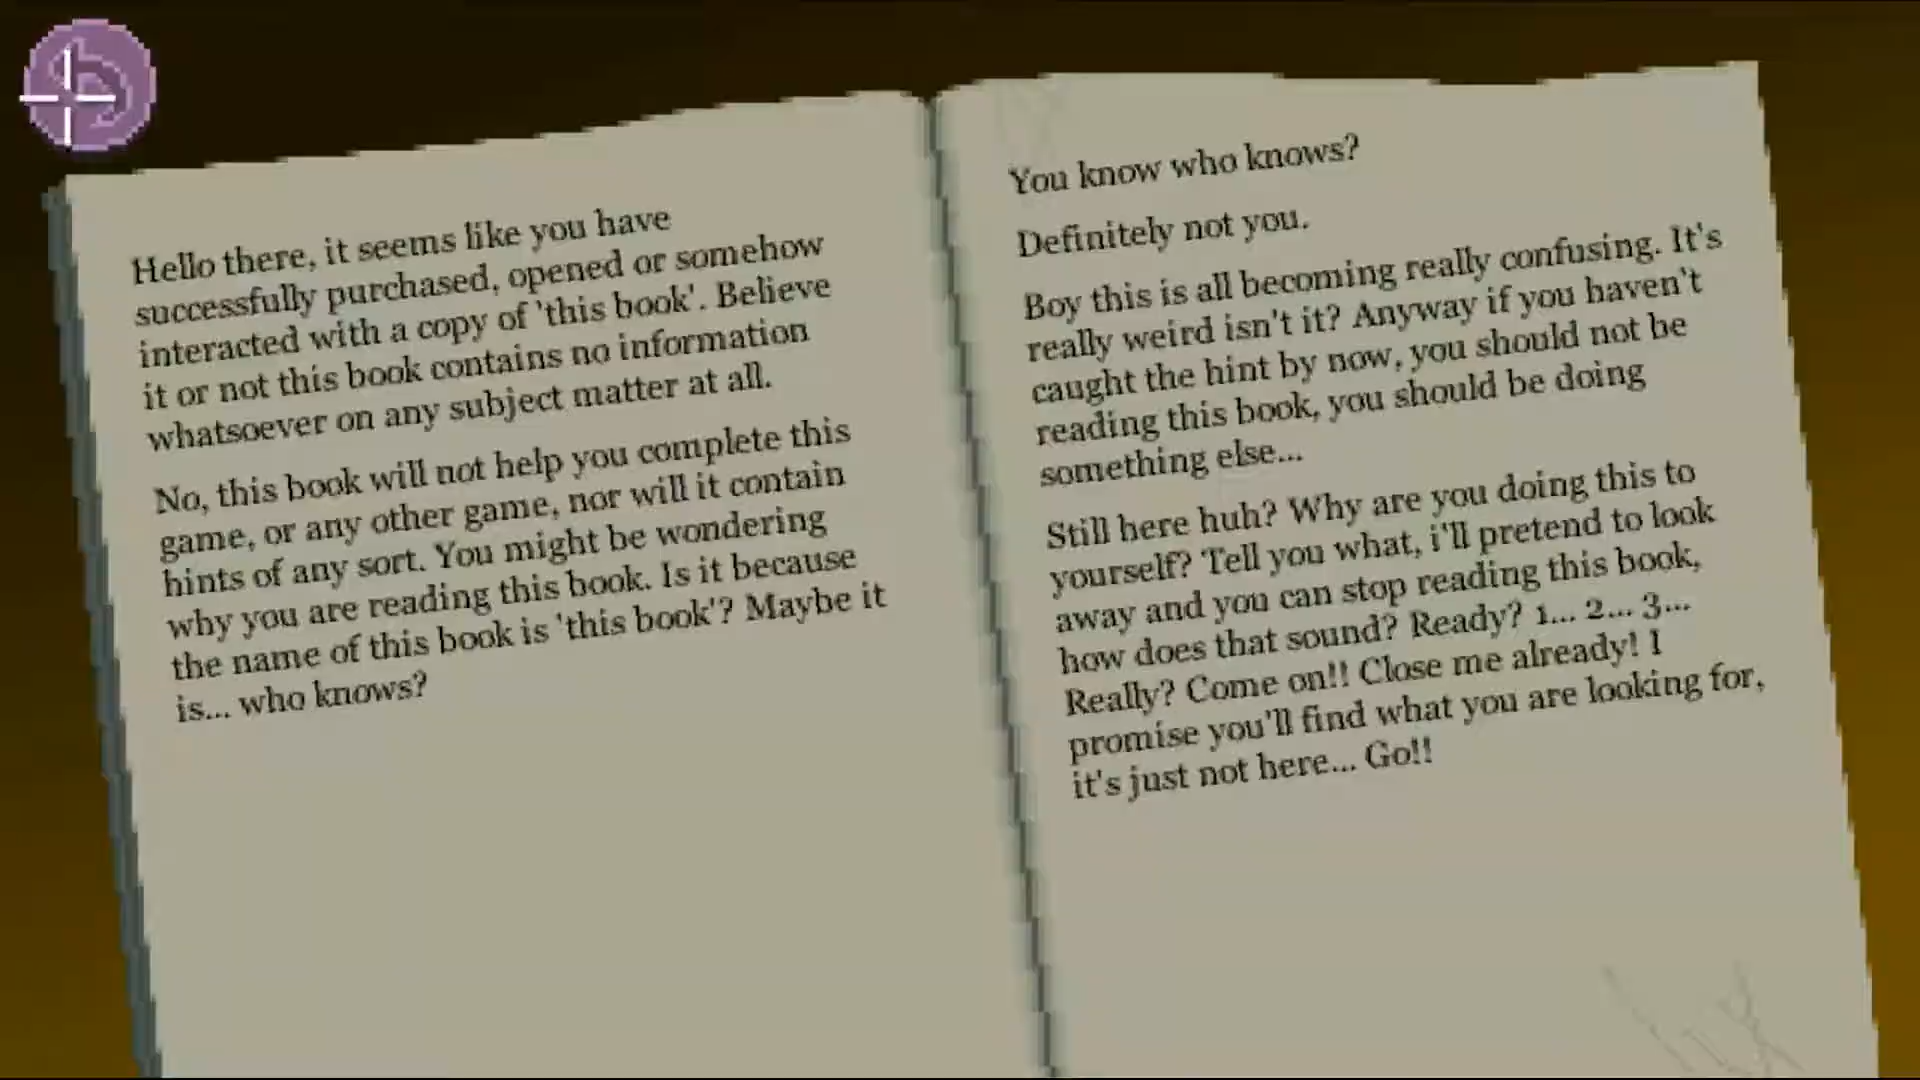 Hello there, it seems like you have
successfully purchased, opened or somehow
interacted with a copy of 'this book'. Believe
it or not this book contains no information
whatsoever on any subject matter at all.
No, this book will not help you complete this
game, or any other game, nor will it contain
hints of any sort. You might be wondering
why you are reading this book. Is it because
the name of this book is 'this book'? Maybe it
is... who knows?
You know who knows?
Definitely not you.
Boy this is all becoming really confusing. It's
really weird isn't it? Anyway if you haven't
caught the hint by now, you should not be
reading this book, you should be doing
something else...
Still here huh? Why are you doing this to
yourself? Tell you what, i'll pretend to look
away and you can stop reading this book,
how does that sound? Ready? 1... 2... 3...
Really? Come on!! Close me already! I
promise you'll find what you are looking for,
it's just not here... Go!!